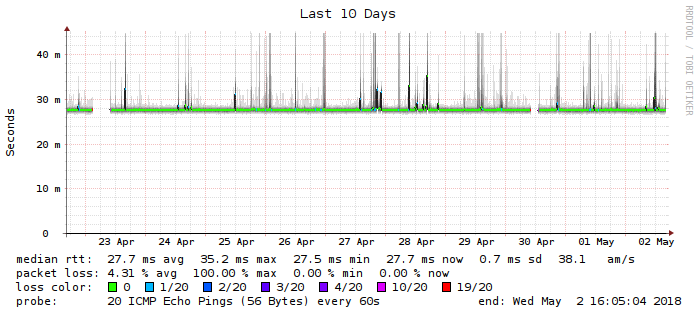 Last 10 Days
RRDTOOL / TOBI OETIKER
Seconds
40 m
30 m
20 m
10 m
0
23 Apr 24 Apr 25 Apr 26 Apr 27 Apr 28 Apr 29 Apr 30 Apr 01 May 02 May
median rtt: 27.7 ms avg 35.2 ms max 27.5 ms min 27.7 ms now 0.7 ms sd 38.1 am/s
packet loss: 4.31 % avg 100.00 % max 0.00 % min 0.00 % now
loss color: 0 1/20 2/20 3/20 4/20 10/20 19/20
probe: 20 ICMP Echo Pings (56 Bytes) every 60s end: Wed May 2 16:05:04 2018